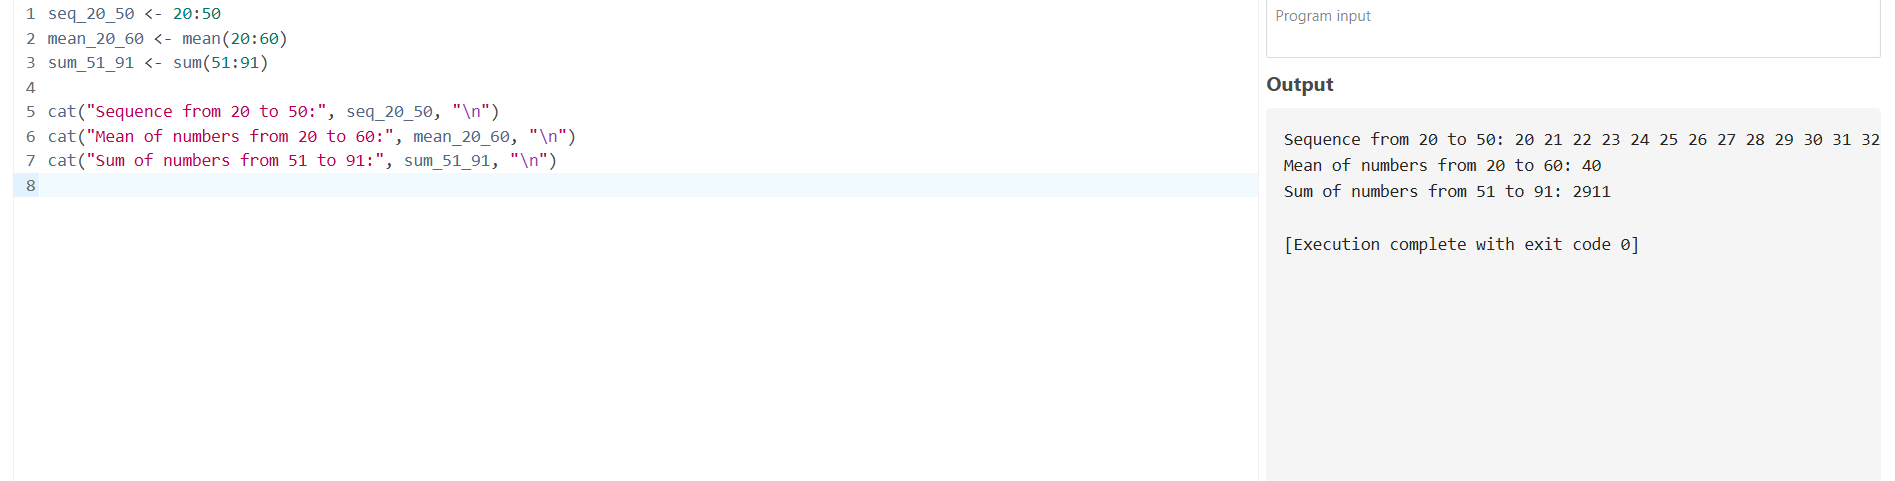 1 seq_20_50 <- 20:50
2 mean_20_60 <- mean(20:60)
3 sum_51_91 <- sum(51:91)
4
5 cat("Sequence from 20 to 50:", seq_20_50, "\n")
6 cat("Mean of numbers from 20 to 60:", mean_20_60, "\n")
7 cat("Sum of numbers from 51 to 91:", sum_51_91, "\n")
8
Program input
Output
Sequence from 20 to 50: 20 21 22 23 24 25 26 27 28 29 30 31 32
Mean of numbers from 20 to 60: 40
Sum of numbers from 51 to 91: 2911
[Execution complete with exit code 0]